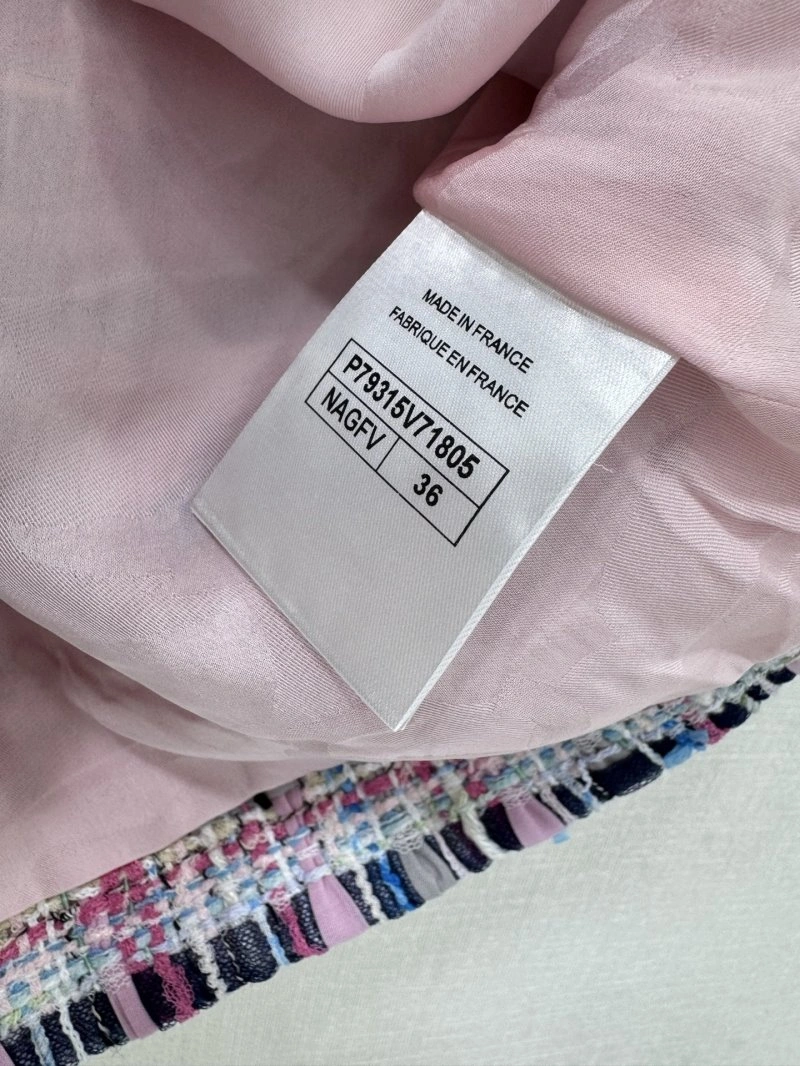 MADE IN FRANCE
FABRIQUE EN FRANCE
P79315V71805
NAGFV 36